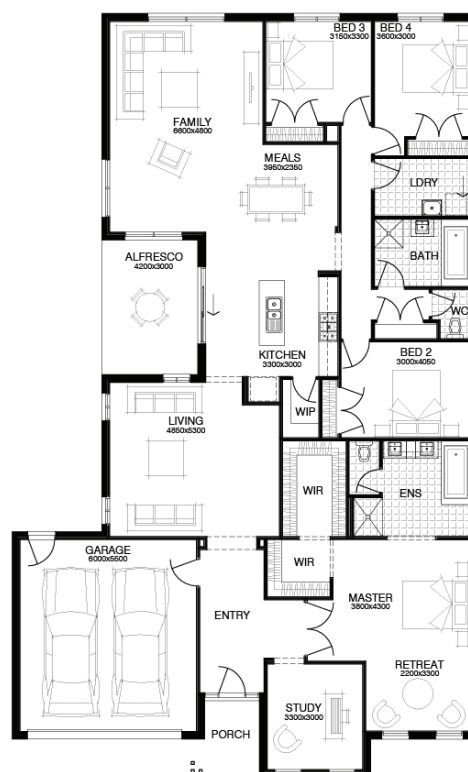 BED 3
3150x3300
BED 4
3600x3000
FAMILY
6600x4800
MEALS
3950x2350
LDRY
BATH
ALFRESCO
4200x3000
WC
KITCHEN
3300x3000
BED 2
3000x4050
WIP
LIVING
4850x5300
WIR
ENS
GARAGE
6000x5500
WIR
MASTER
3800x4300
ENTRY
RETREAT
2200x3300
STUDY
3300x3000
PORCH